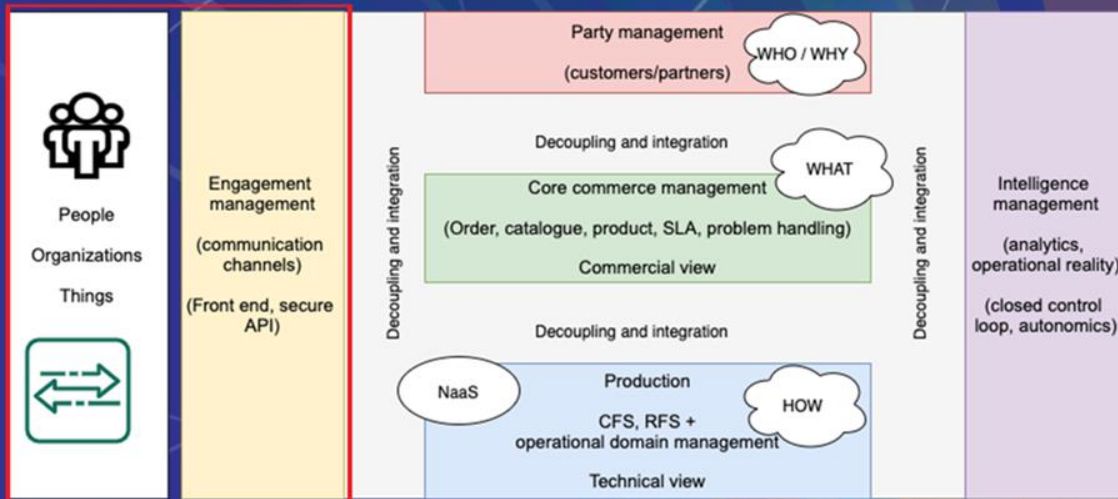 People
Organizations
Things
Engagement
management
(communication
channels)
(Front end, secure
API)
Decoupling and integration
Party management
(customers/partners)
WHO / WHY
Decoupling and integration
Core commerce management
WHAT
(Order, catalogue, product, SLA, problem handling)
Commercial view
Decoupling and integration
NaaS
Production
CFS, RFS +
operational domain management
HOW
Technical view
Decoupling and integration
Intelligence
management
(analytics,
operational reality)
(closed control
loop, autonomics)